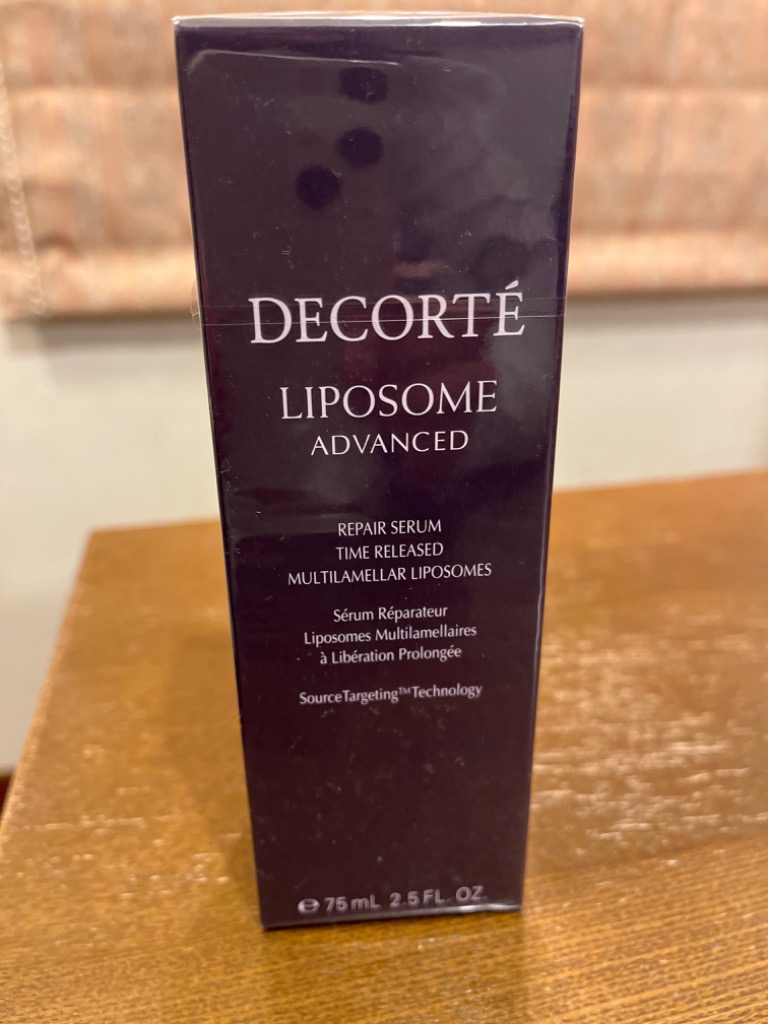 DECORTÉ
LIPOSOME
ADVANCED
REPAIR SERUM
TIME RELEASED
MULTILAMELLAR LIPOSOMES
Sérum Réparateur
Liposomes Multilamellaires
à Libération Prolongée
SourceTargeting™Technology
℮ 75 mL 2.5 FL. OZ.